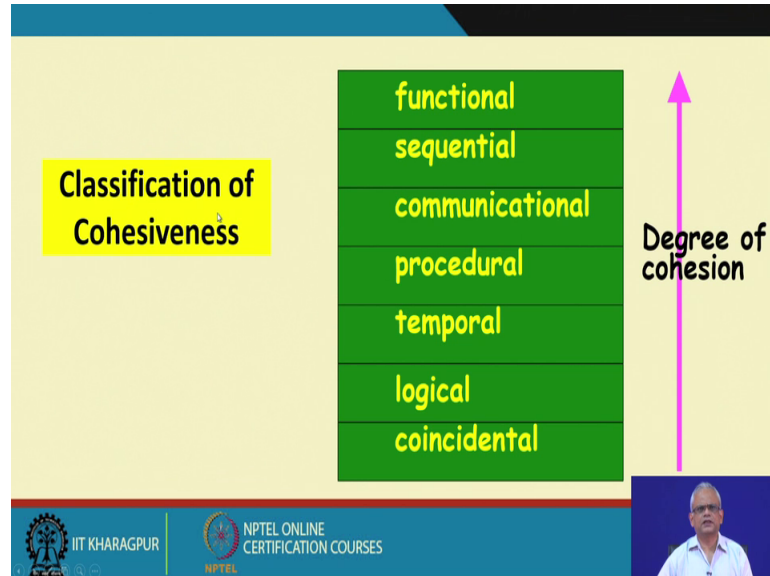 Classification of
Cohesiveness
functional
sequential
communicational
procedural
temporal
logical
coincidental
Degree of
cohesion
IIT KHARAGPUR
NPTEL
NPTEL ONLINE
CERTIFICATION COURSES